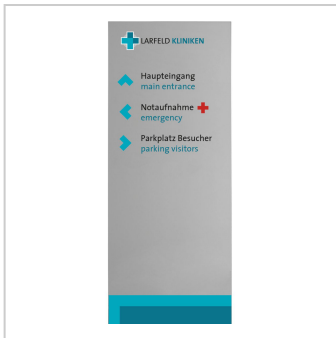 LARFELD KLINIKEN
Haupteingang
main entrance
Notaufnahme
emergency
Parkplatz Besucher
parking visitors